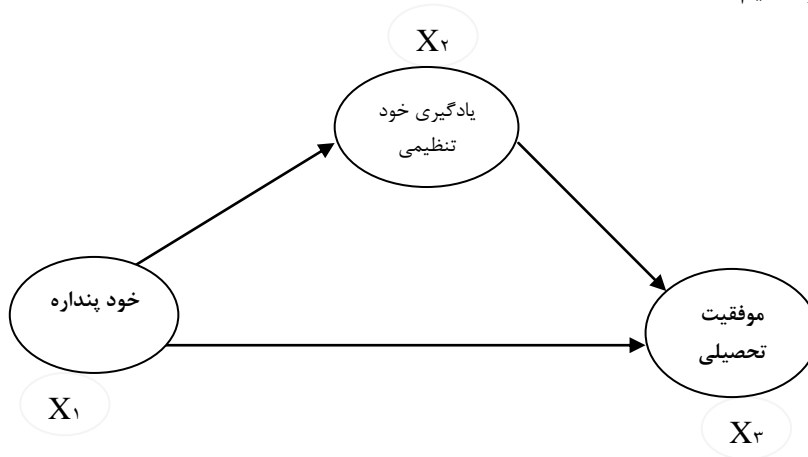 X۲
یادگیری خود
تنظیمی
خود پنداره
موفقیت
تحصیلی
X۱
X۳